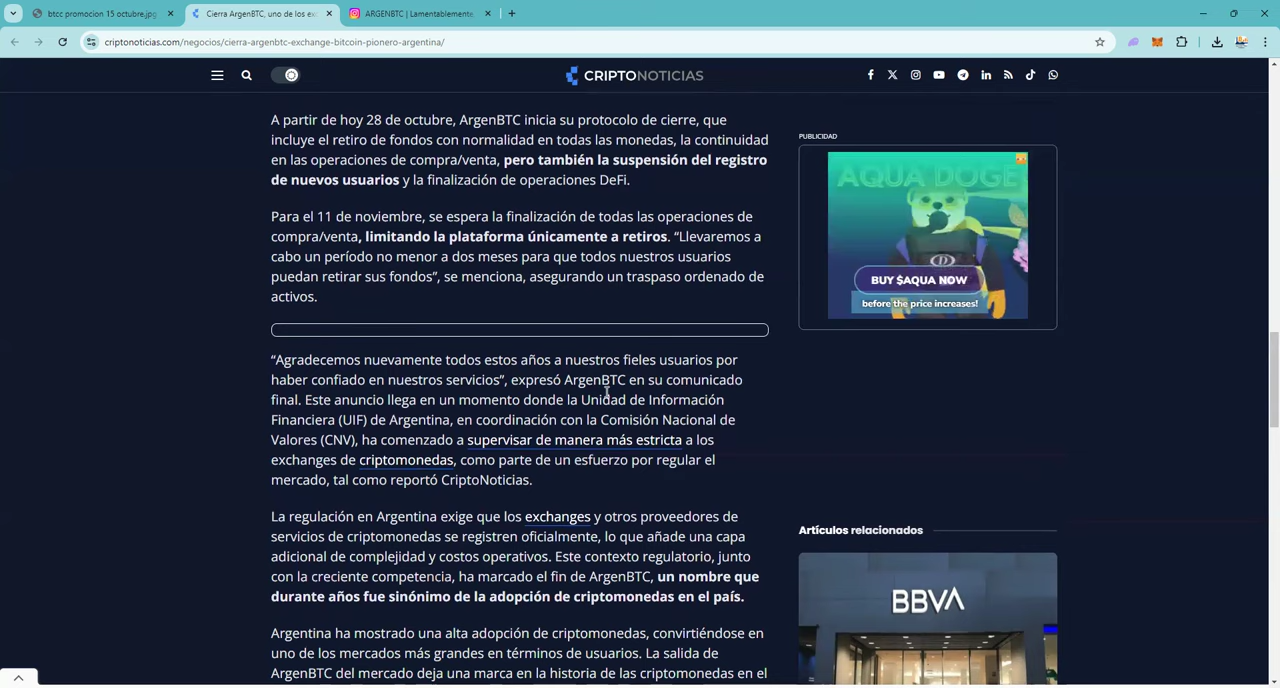 btcc promocion 15 octubre.jpg
Cierra ArgenBTC, uno de los ex
ARGENBTC | Lamentablemente,
criptonoticias.com/negocios/cierra-argenbtc-exchange-bitcoin-pionero-argentina/
CRIPTONOTICIAS
A partir de hoy 28 de octubre, ArgenBTC inicia su protocolo de cierre, que
incluye el retiro de fondos con normalidad en todas las monedas, la continuidad
en las operaciones de compra/venta, pero también la suspensión del registro
de nuevos usuarios y la finalización de operaciones DeFi.
Para el 11 de noviembre, se espera la finalización de todas las operaciones de
compra/venta, limitando la plataforma únicamente a retiros. “Llevaremos a
cabo un período no menor a dos meses para que todos nuestros usuarios
puedan retirar sus fondos”, se menciona, asegurando un traspaso ordenado de
activos.
“Agradecemos nuevamente todos estos años a nuestros fieles usuarios por
haber confiado en nuestros servicios”, expresó ArgenBTC en su comunicado
final. Este anuncio llega en un momento donde la Unidad de Información
Financiera (UIF) de Argentina, en coordinación con la Comisión Nacional de
Valores (CNV), ha comenzado a supervisar de manera más estricta a los
exchanges de criptomonedas, como parte de un esfuerzo por regular el
mercado, tal como reportó CriptoNoticias.
La regulación en Argentina exige que los exchanges y otros proveedores de
servicios de criptomonedas se registren oficialmente, lo que añade una capa
adicional de complejidad y costos operativos. Este contexto regulatorio, junto
con la creciente competencia, ha marcado el fin de ArgenBTC, un nombre que
durante años fue sinónimo de la adopción de criptomonedas en el país.
Argentina ha mostrado una alta adopción de criptomonedas, convirtiéndose en
uno de los mercados más grandes en términos de usuarios. La salida de
ArgenBTC del mercado deja una marca en la historia de las criptomonedas en el
PUBLICIDAD
AQUA DOGE
BUY $AQUA NOW
before the price increases!
Artículos relacionados
BBVA